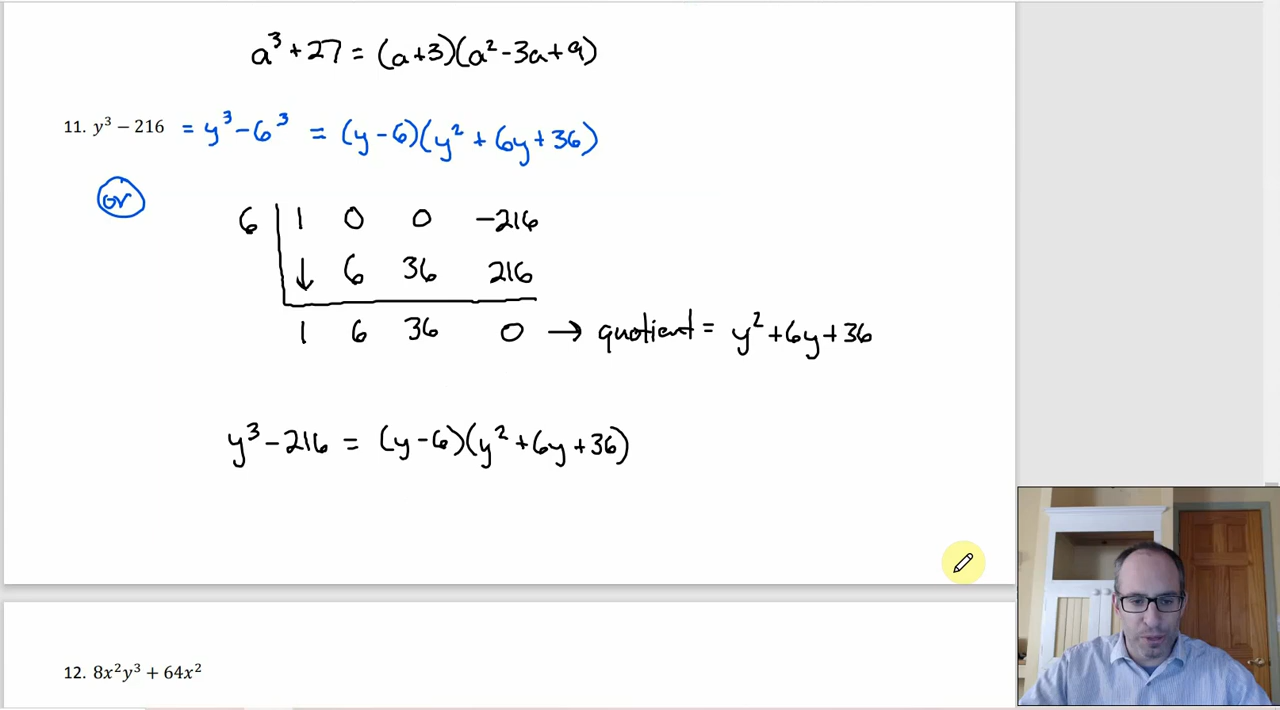 a³ + 27 = (a+3)(a² - 3a + 9)
11. y³ − 216 = y³ - 6³ = (y - 6)(y² + 6y + 36)
or
6 | 1 0 0 -216
↓ 6 36 216
1 6 36 0 → quotient = y² + 6y + 36
y³ - 216 = (y - 6)(y² + 6y + 36)
12. 8x²y³ + 64x²